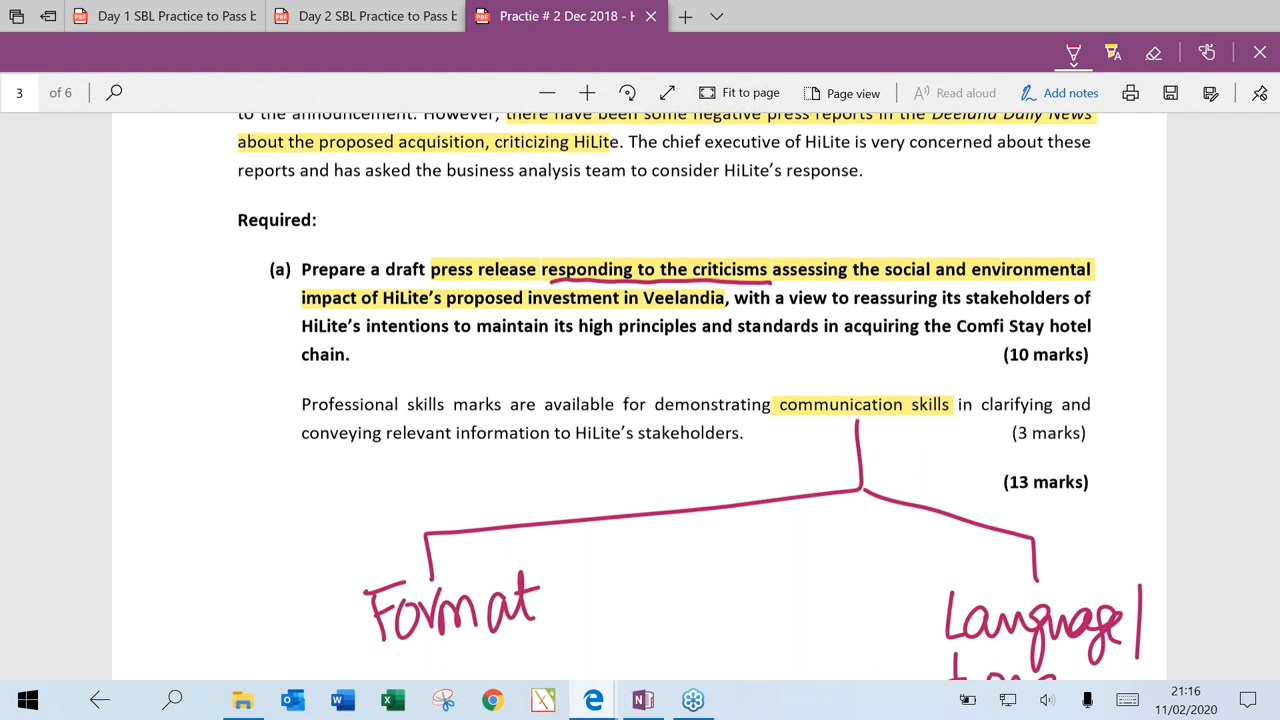 Day 1 SBL Practice to Pass b
Day 2 SBL Practice to Pass b
Practie # 2 Dec 2018 - H
3 of 6
Fit to page
Page view
Read aloud
Add notes
to the announcement. However, there have been some negative press reports in the Deeland Daily News
about the proposed acquisition, criticizing HiLite. The chief executive of HiLite is very concerned about these
reports and has asked the business analysis team to consider HiLite's response.
Required:
(a) Prepare a draft press release responding to the criticisms assessing the social and environmental
impact of HiLite's proposed investment in Veelandia, with a view to reassuring its stakeholders of
HiLite's intentions to maintain its high principles and standards in acquiring the Comfi Stay hotel
chain. (10 marks)
Professional skills marks are available for demonstrating communication skills in clarifying and
conveying relevant information to HiLite's stakeholders. (3 marks)
(13 marks)
Format
Language/
tone
21:16
11/02/2020